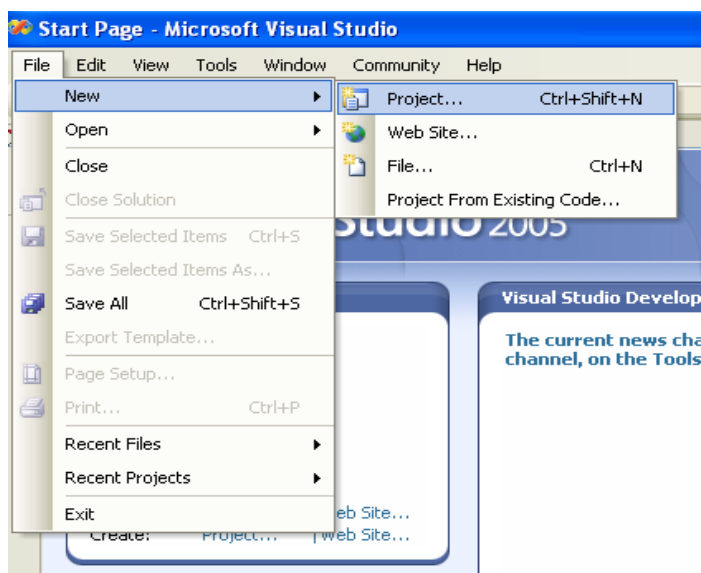 Start Page - Microsoft Visual Studio
File Edit View Tools Window Community Help
New
Project... Ctrl+Shift+N
Open
Web Site...
Close
File... Ctrl+N
Close Solution
Project From Existing Code...
Studio 2005
Save Selected Items Ctrl+S
Save Selected Items As...
Save All Ctrl+Shift+S
Visual Studio Develop
Export Template...
The current news cha
channel, on the Tools
Page Setup...
Print... Ctrl+P
Recent Files
Recent Projects
Exit
eb Site...
Create: Project... | Web Site...